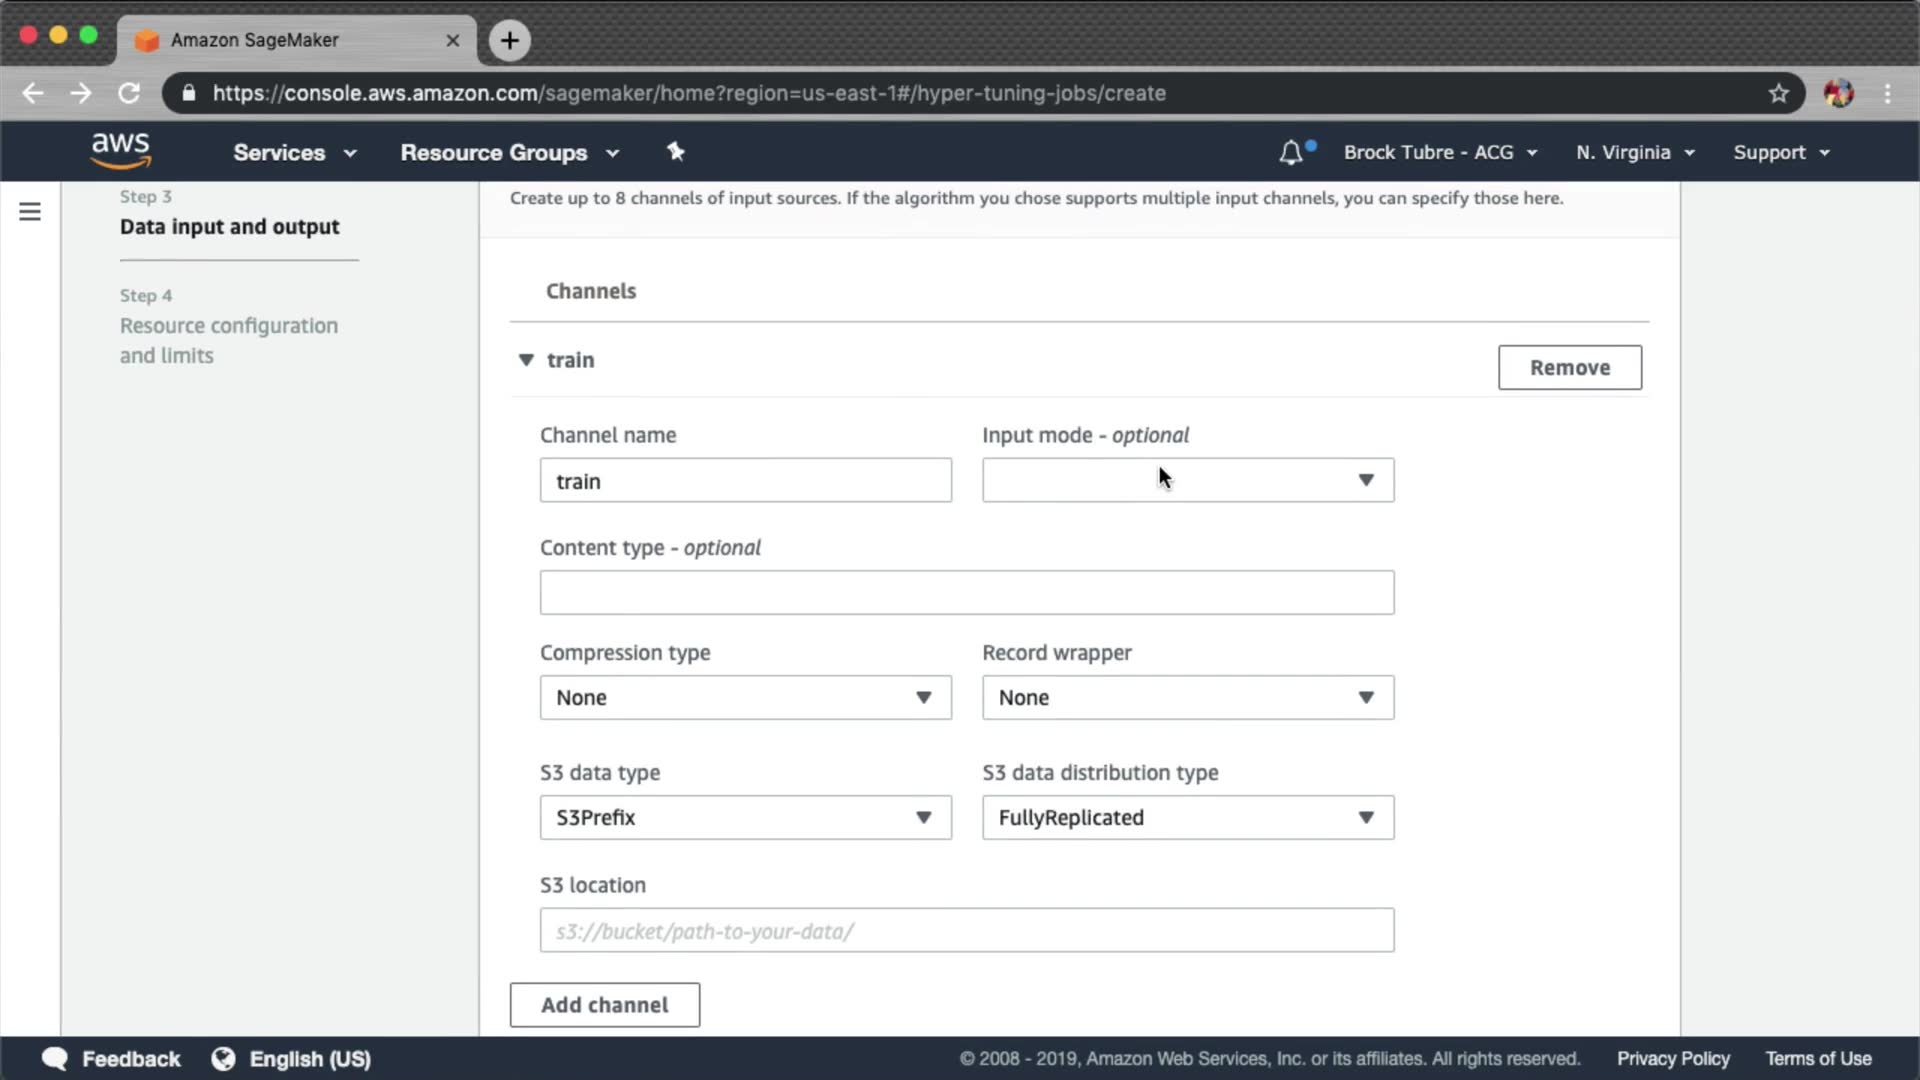 Amazon SageMaker
https://console.aws.amazon.com/sagemaker/home?region=us-east-1#/hyper-tuning-jobs/create
aws
Services
Resource Groups
Brock Tubre - ACG
N. Virginia
Support
Step 3
Data input and output
Step 4
Resource configuration
and limits
Create up to 8 channels of input sources. If the algorithm you chose supports multiple input channels, you can specify those here.
Channels
train
Remove
Channel name
Input mode - optional
train
Content type - optional
Compression type
Record wrapper
None
None
S3 data type
S3 data distribution type
S3Prefix
FullyReplicated
S3 location
s3://bucket/path-to-your-data/
Add channel
Feedback
English (US)
© 2008 - 2019, Amazon Web Services, Inc. or its affiliates. All rights reserved.
Privacy Policy
Terms of Use